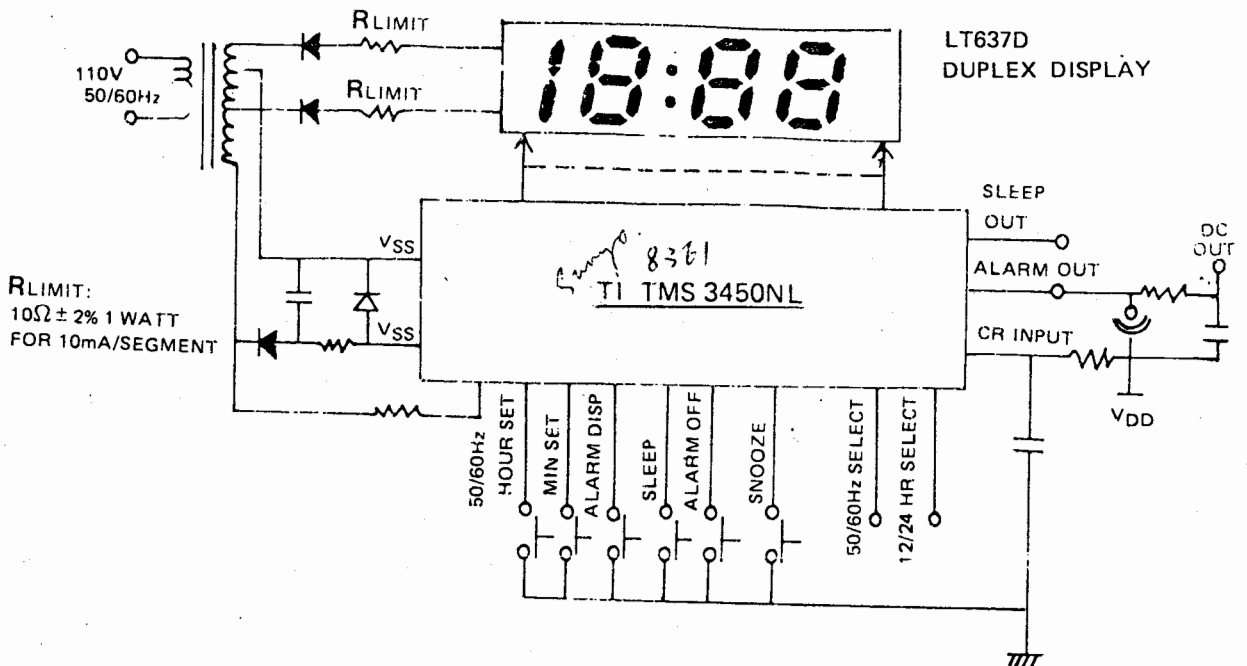 RLIMIT
LT637D
DUPLEX DISPLAY
110V
50/60Hz
RLIMIT
18:88
SLEEP
OUT
DC
OUT
VSS
8361
ALARM OUT
TI TMS 3450NL
RLIMIT:
10Ω ± 2% 1 WATT
FOR 10mA/SEGMENT
VSS
CR INPUT
VDD
50/60Hz
HOUR SET
MIN SET
ALARM DISP
SLEEP
ALARM OFF
SNOOZE
50/60Hz SELECT
12/24 HR SELECT